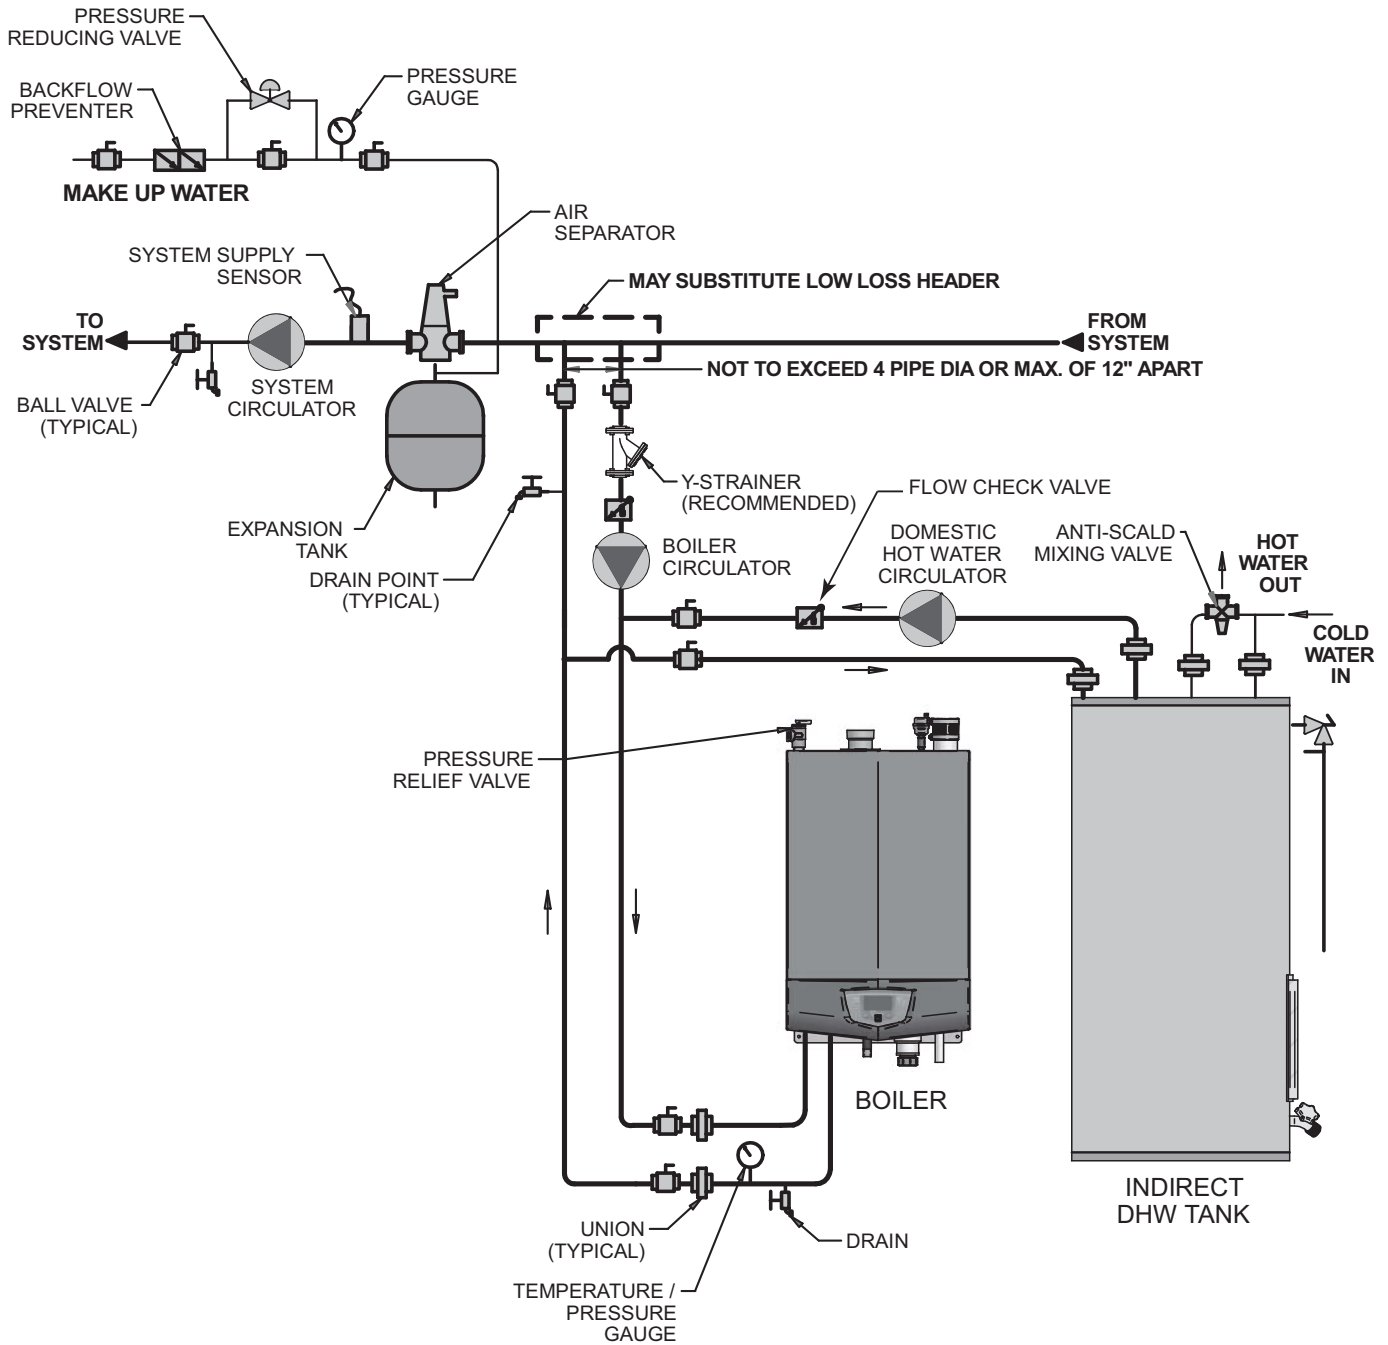 PRESSURE
REDUCING VALVE
BACKFLOW
PREVENTER
PRESSURE
GAUGE
MAKE UP WATER
AIR
SEPARATOR
SYSTEM SUPPLY
SENSOR
MAY SUBSTITUTE LOW LOSS HEADER
TO
SYSTEM
FROM
SYSTEM
NOT TO EXCEED 4 PIPE DIA OR MAX. OF 12" APART
SYSTEM
CIRCULATOR
BALL VALVE
(TYPICAL)
Y-STRAINER
(RECOMMENDED)
FLOW CHECK VALVE
EXPANSION
TANK
BOILER
CIRCULATOR
DOMESTIC
HOT WATER
CIRCULATOR
ANTI-SCALD
MIXING VALVE
HOT
WATER
OUT
DRAIN POINT
(TYPICAL)
COLD
WATER
IN
PRESSURE
RELIEF VALVE
BOILER
INDIRECT
DHW TANK
UNION
(TYPICAL)
DRAIN
TEMPERATURE /
PRESSURE
GAUGE